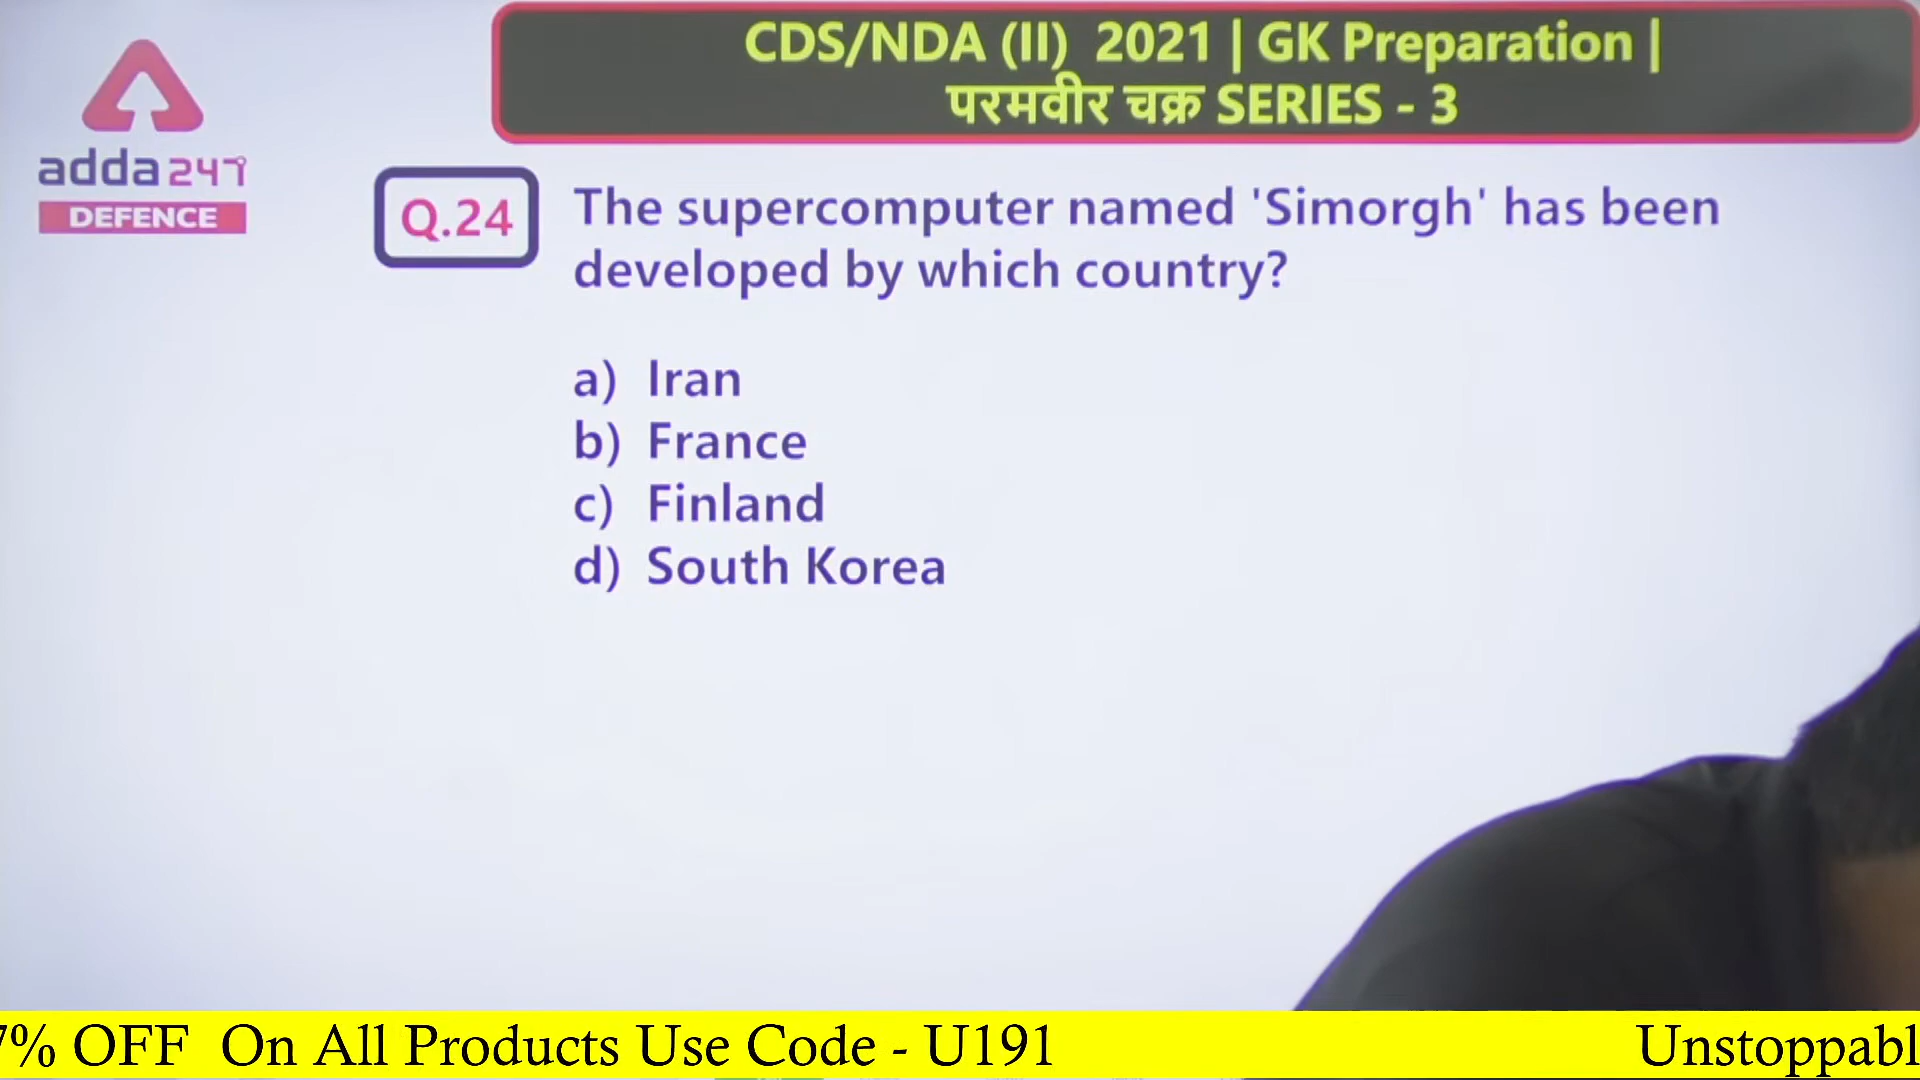 CDS/NDA (II) 2021 | GK Preparation |
परमवीर चक्र SERIES - 3
adda247
DEFENCE
Q.24
The supercomputer named 'Simorgh' has been
developed by which country?
a) Iran
b) France
c) Finland
d) South Korea
% OFF On All Products Use Code - U191
Unstoppabl